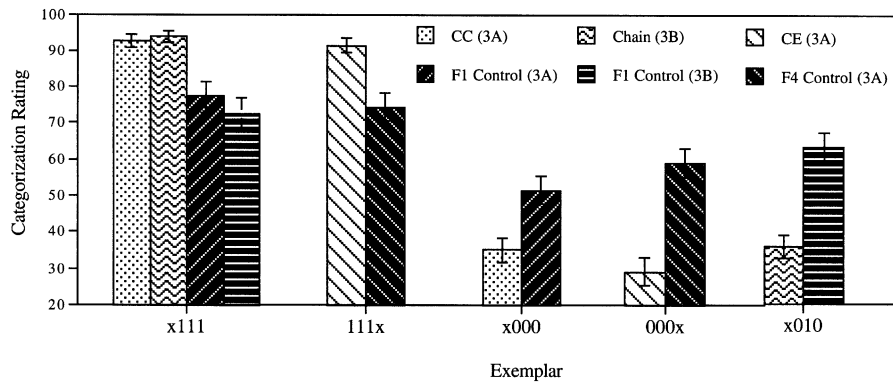 100
90
80
70
60
50
40
30
20
Categorization Rating
CC (3A)
Chain (3B)
CE (3A)
F1 Control (3A)
F1 Control (3B)
F4 Control (3A)
x111
111x
x000
000x
x010
Exemplar